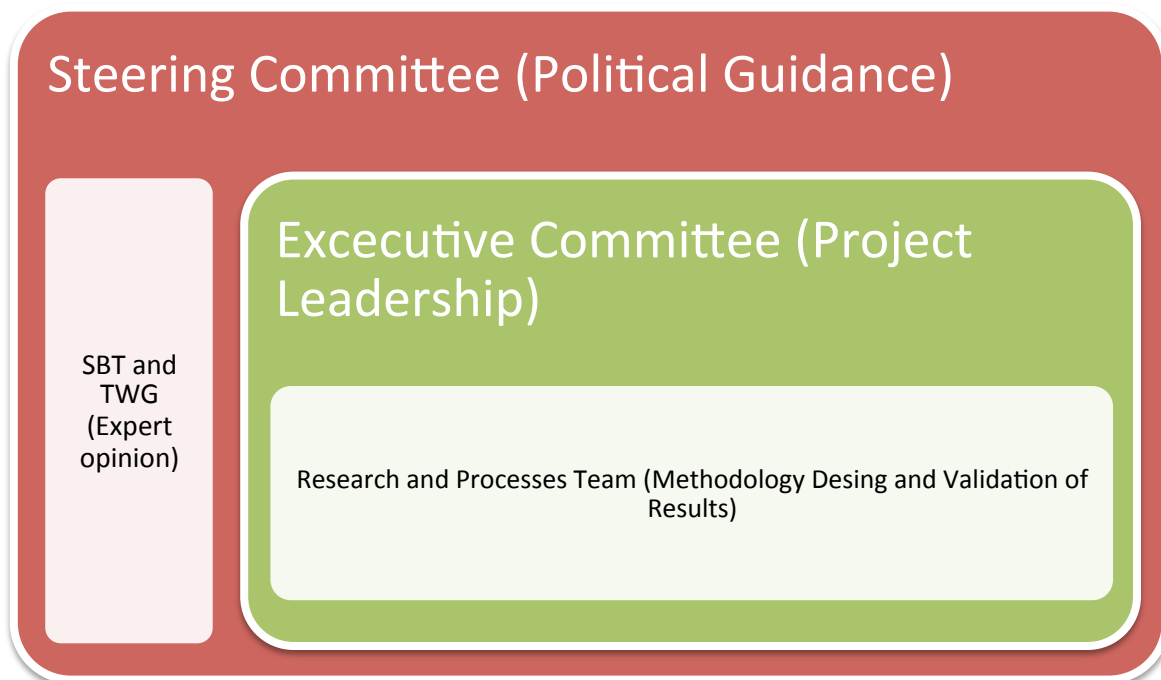 Steering Committee (Political Guidance)
SBT and
TWG
(Expert
opinion)
Excecutive Committee (Project
Leadership)
Research and Processes Team (Methodology Desing and Validation of
Results)